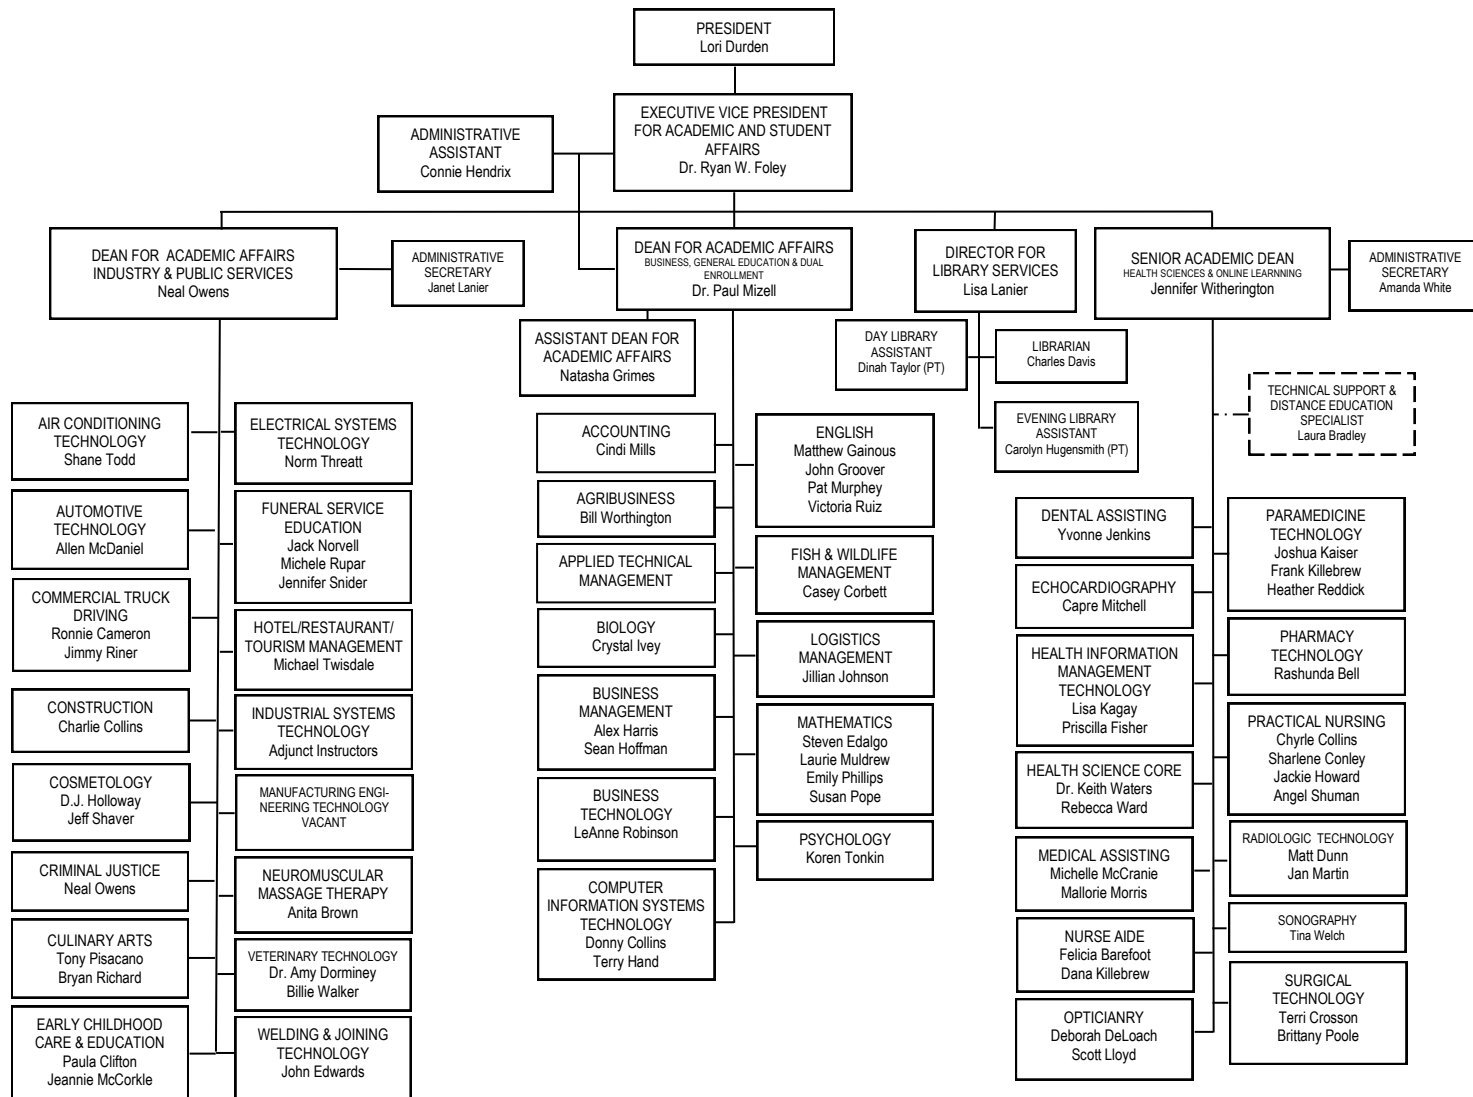 PRESIDENT
Lori Durden
EXECUTIVE VICE PRESIDENT
FOR ACADEMIC AND STUDENT
AFFAIRS
Dr. Ryan W. Foley
ADMINISTRATIVE
ASSISTANT
Connie Hendrix
DEAN FOR ACADEMIC AFFAIRS
INDUSTRY & PUBLIC SERVICES
Neal Owens
ADMINISTRATIVE
SECRETARY
Janet Lanier
DEAN FOR ACADEMIC AFFAIRS
BUSINESS, GENERAL EDUCATION & DUAL
ENROLLMENT
Dr. Paul Mizell
DIRECTOR FOR
LIBRARY SERVICES
Lisa Lanier
SENIOR ACADEMIC DEAN
HEALTH SCIENCES & ONLINE LEARNNING
Jennifer Witherington
ADMINISTRATIVE
SECRETARY
Amanda White
ASSISTANT DEAN FOR
ACADEMIC AFFAIRS
Natasha Grimes
DAY LIBRARY
ASSISTANT
Dinah Taylor (PT)
LIBRARIAN
Charles Davis
EVENING LIBRARY
ASSISTANT
Carolyn Hugensmith (PT)
TECHNICAL SUPPORT &
DISTANCE EDUCATION
SPECIALIST
Laura Bradley
AIR CONDITIONING
TECHNOLOGY
Shane Todd
AUTOMOTIVE
TECHNOLOGY
Allen McDaniel
COMMERCIAL TRUCK
DRIVING
Ronnie Cameron
Jimmy Riner
CONSTRUCTION
Charlie Collins
COSMETOLOGY
D.J. Holloway
Jeff Shaver
CRIMINAL JUSTICE
Neal Owens
CULINARY ARTS
Tony Pisacano
Bryan Richard
EARLY CHILDHOOD
CARE & EDUCATION
Paula Clifton
Jeannie McCorkle
ELECTRICAL SYSTEMS
TECHNOLOGY
Norm Threatt
FUNERAL SERVICE
EDUCATION
Jack Norvell
Michele Rupar
Jennifer Snider
HOTEL/RESTAURANT/
TOURISM MANAGEMENT
Michael Twisdale
INDUSTRIAL SYSTEMS
TECHNOLOGY
Adjunct Instructors
MANUFACTURING ENGI-
NEERING TECHNOLOGY
VACANT
NEUROMUSCULAR
MASSAGE THERAPY
Anita Brown
VETERINARY TECHNOLOGY
Dr. Amy Dorminey
Billie Walker
WELDING & JOINING
TECHNOLOGY
John Edwards
ACCOUNTING
Cindi Mills
AGRIBUSINESS
Bill Worthington
APPLIED TECHNICAL
MANAGEMENT
BIOLOGY
Crystal Ivey
BUSINESS
MANAGEMENT
Alex Harris
Sean Hoffman
BUSINESS
TECHNOLOGY
LeAnne Robinson
COMPUTER
INFORMATION SYSTEMS
TECHNOLOGY
Donny Collins
Terry Hand
ENGLISH
Matthew Gainous
John Groover
Pat Murphey
Victoria Ruiz
FISH & WILDLIFE
MANAGEMENT
Casey Corbett
LOGISTICS
MANAGEMENT
Jillian Johnson
MATHEMATICS
Steven Edalgo
Laurie Muldrew
Emily Phillips
Susan Pope
PSYCHOLOGY
Koren Tonkin
DENTAL ASSISTING
Yvonne Jenkins
ECHOCARDIOGRAPHY
Capre Mitchell
HEALTH INFORMATION
MANAGEMENT
TECHNOLOGY
Lisa Kagay
Priscilla Fisher
HEALTH SCIENCE CORE
Dr. Keith Waters
Rebecca Ward
MEDICAL ASSISTING
Michelle McCranie
Mallorie Morris
NURSE AIDE
Felicia Barefoot
Dana Killebrew
OPTICIANRY
Deborah DeLoach
Scott Lloyd
PARAMEDICINE
TECHNOLOGY
Joshua Kaiser
Frank Killebrew
Heather Reddick
PHARMACY
TECHNOLOGY
Rashunda Bell
PRACTICAL NURSING
Chyrle Collins
Sharlene Conley
Jackie Howard
Angel Shuman
RADIOLOGIC TECHNOLOGY
Matt Dunn
Jan Martin
SONOGRAPHY
Tina Welch
SURGICAL
TECHNOLOGY
Terri Crosson
Brittany Poole